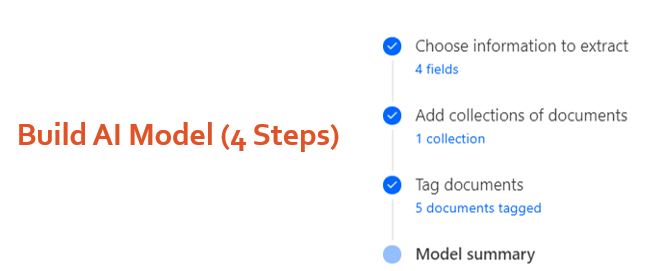 Build AI Model (4 Steps)
Choose information to extract
4 fields
Add collections of documents
1 collection
Tag documents
5 documents tagged
Model summary